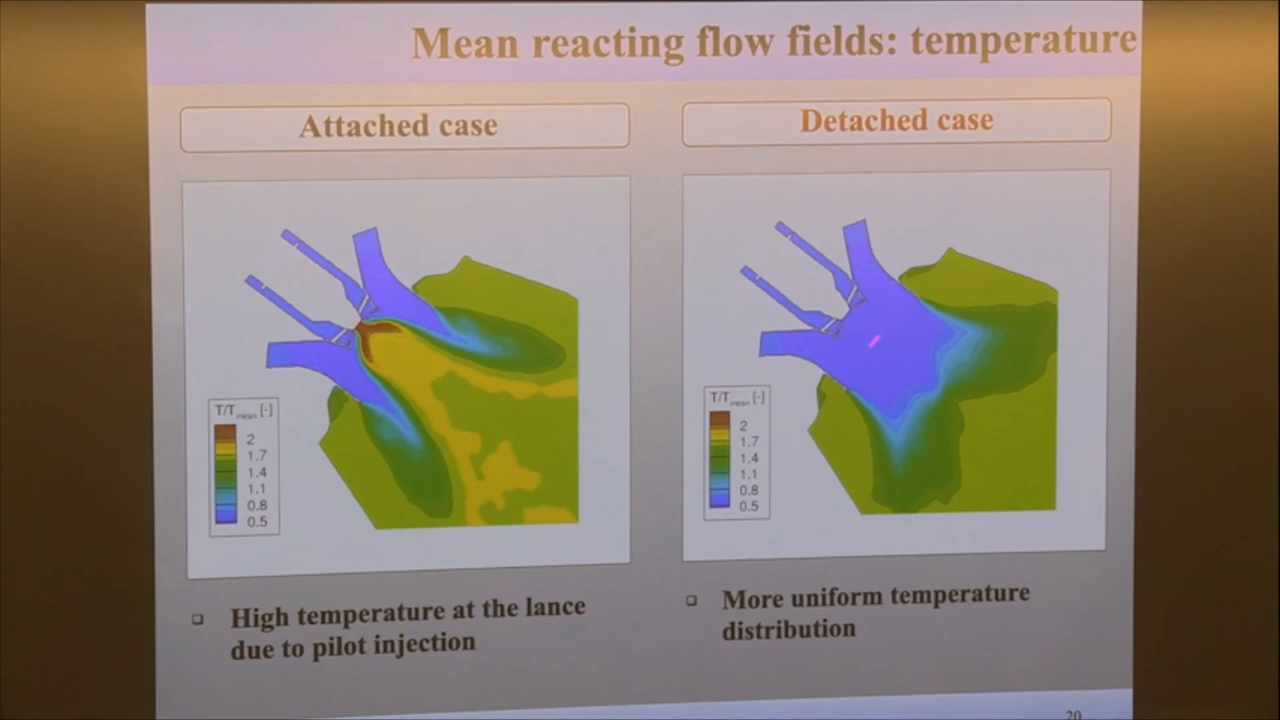 Mean reacting flow fields: temperature
Attached case
Detached case
T/Tmean [-]
2
1.7
1.4
1.1
0.8
0.5
T/Tmean [-]
2
1.7
1.4
1.1
0.8
0.5
❑ High temperature at the lance
due to pilot injection
❑ More uniform temperature
distribution
20